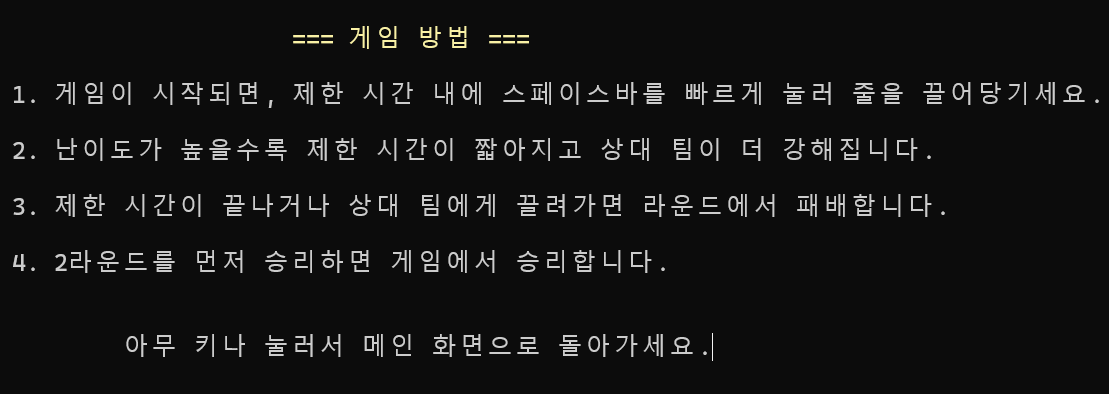 === 게임 방법 ===
1. 게임이 시작되면, 제한 시간 내에 스페이스바를 빠르게 눌러 줄을 끌어당기세요.
2. 난이도가 높을수록 제한 시간이 짧아지고 상대 팀이 더 강해집니다.
3. 제한 시간이 끝나거나 상대 팀에게 끌려가면 라운드에서 패배합니다.
4. 2라운드를 먼저 승리하면 게임에서 승리합니다.
아무 키나 눌러서 메인 화면으로 돌아가세요.